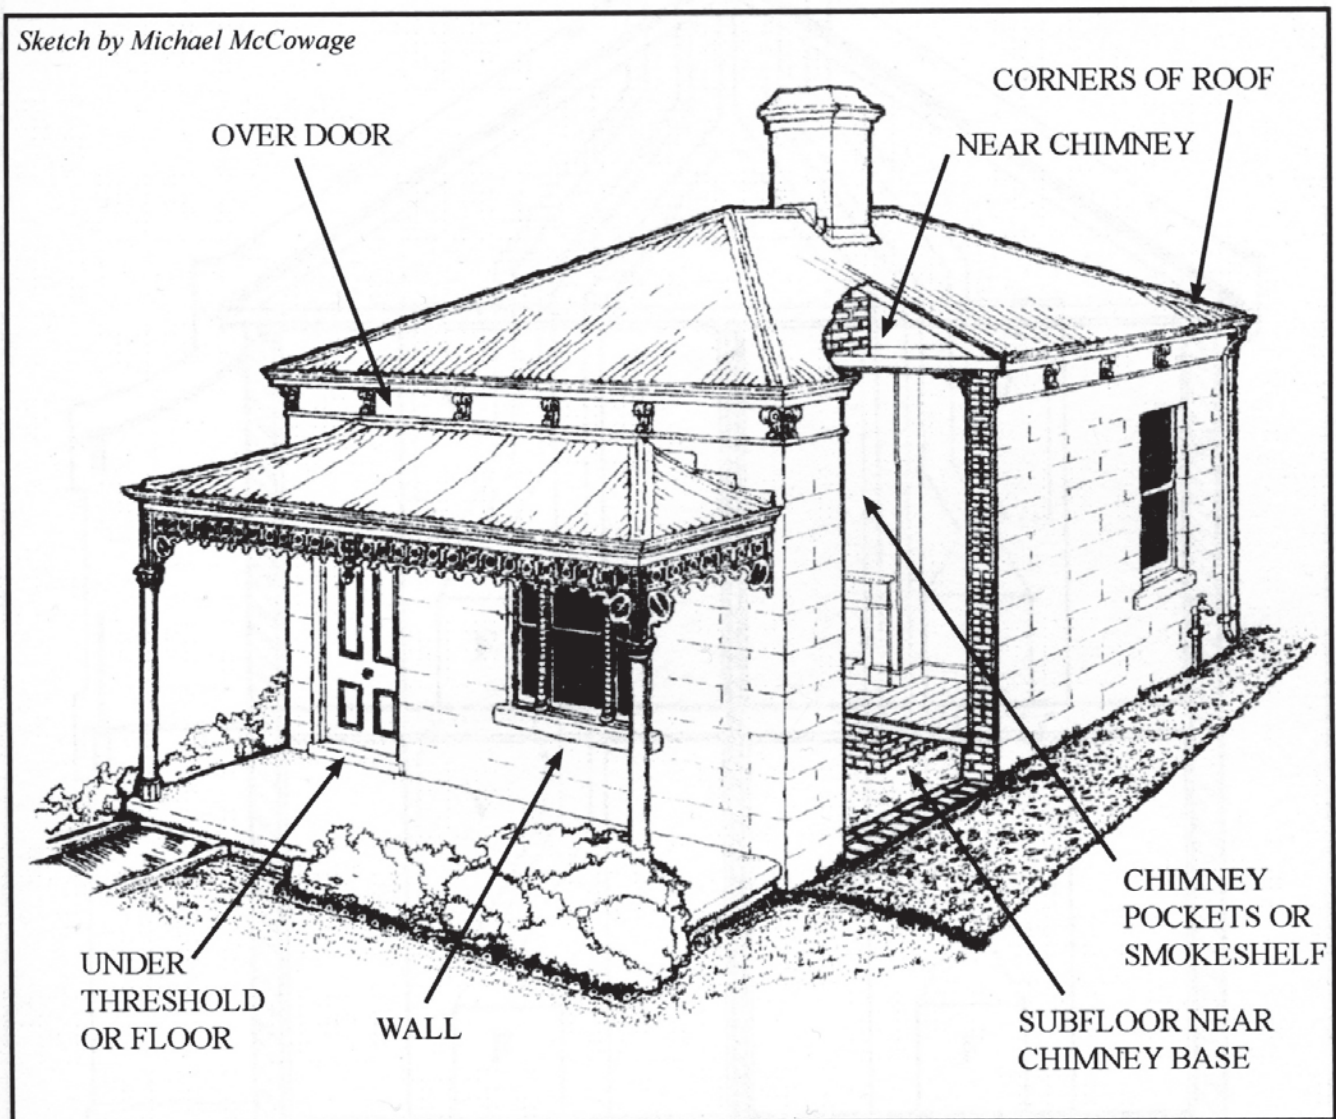 Sketch by Michael McCowage
CORNERS OF ROOF
OVER DOOR
NEAR CHIMNEY
CHIMNEY
POCKETS OR
SMOKESHELF
UNDER
THRESHOLD
OR FLOOR
WALL
SUBFLOOR NEAR
CHIMNEY BASE